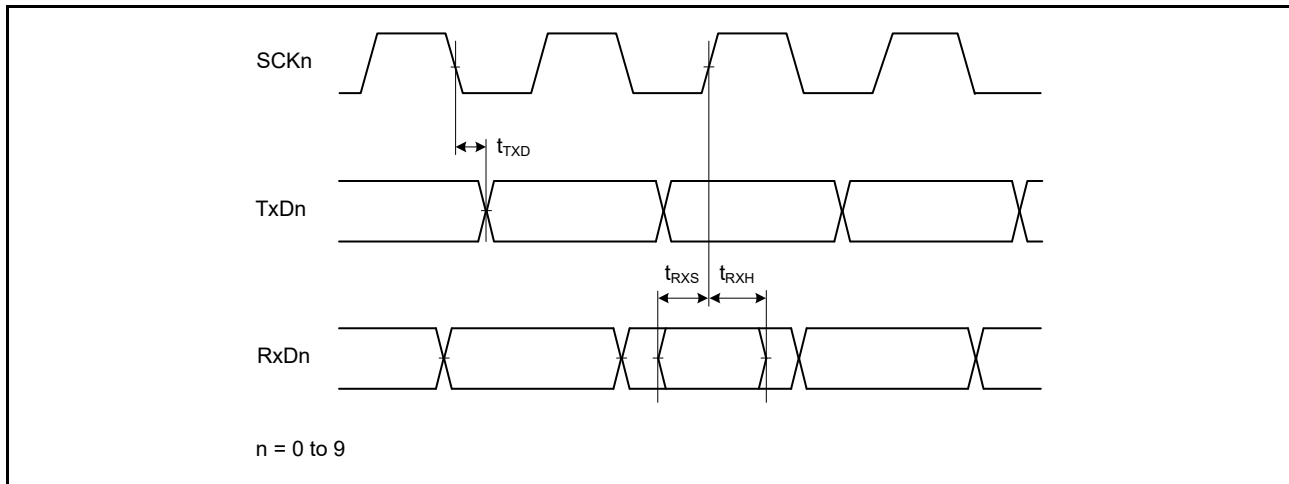 SCKn
tTXD
TxDn
tRXS tRXH
RxDn
n = 0 to 9